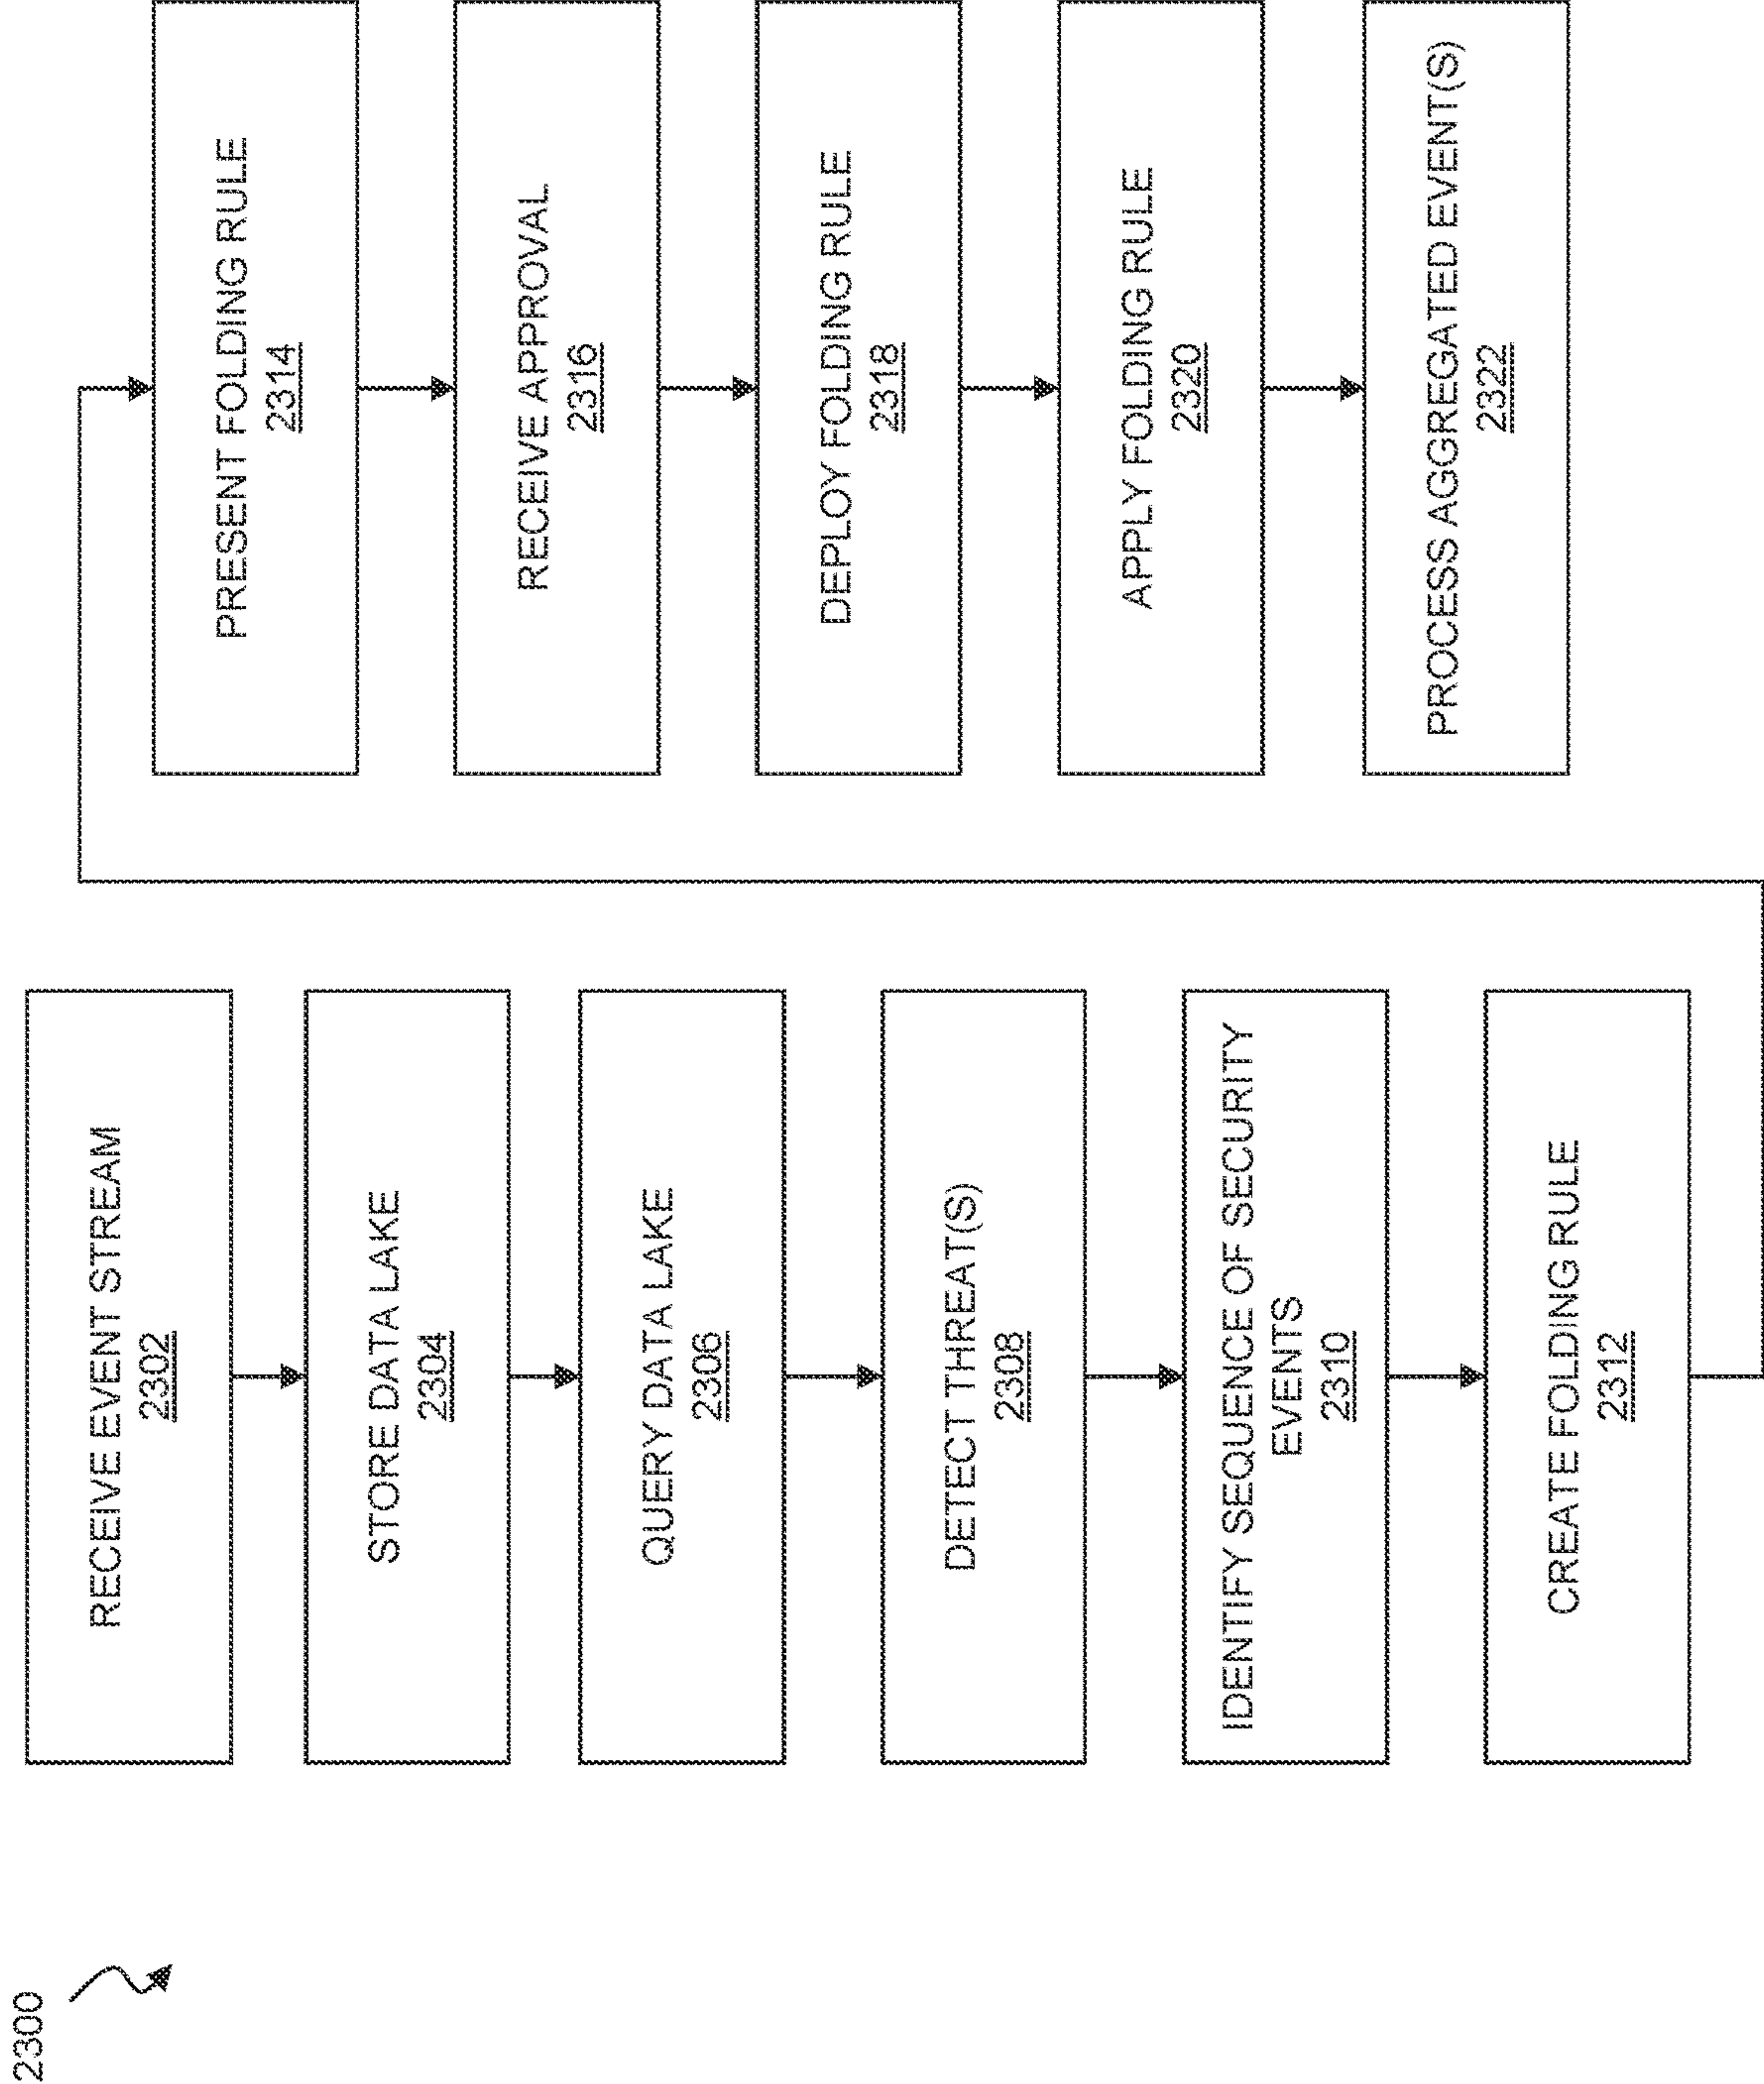 2300
RECEIVE EVENT STREAM
2302
STORE DATA LAKE
2304
QUERY DATA LAKE
2306
DETECT THREAT(S)
2308
IDENTIFY SEQUENCE OF SECURITY
EVENTS
2310
CREATE FOLDING RULE
2312
PRESENT FOLDING RULE
2314
RECEIVE APPROVAL
2316
DEPLOY FOLDING RULE
2318
APPLY FOLDING RULE
2320
PROCESS AGGREGATED EVENT(S)
2322